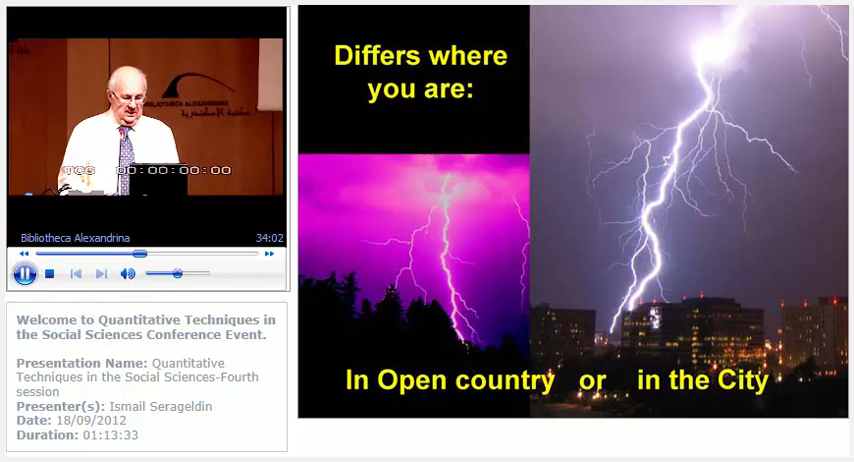 BIBLIOTHECA ALEXANDRINA
مكتبة الإسكندرية
TCG 00:00:00:00
Bibliotheca Alexandrina 34:02
Welcome to Quantitative Techniques in
the Social Sciences Conference Event.
Presentation Name: Quantitative
Techniques in the Social Sciences-Fourth
session
Presenter(s): Ismail Serageldin
Date: 18/09/2012
Duration: 01:13:33
Differs where
you are:
In Open country or in the City